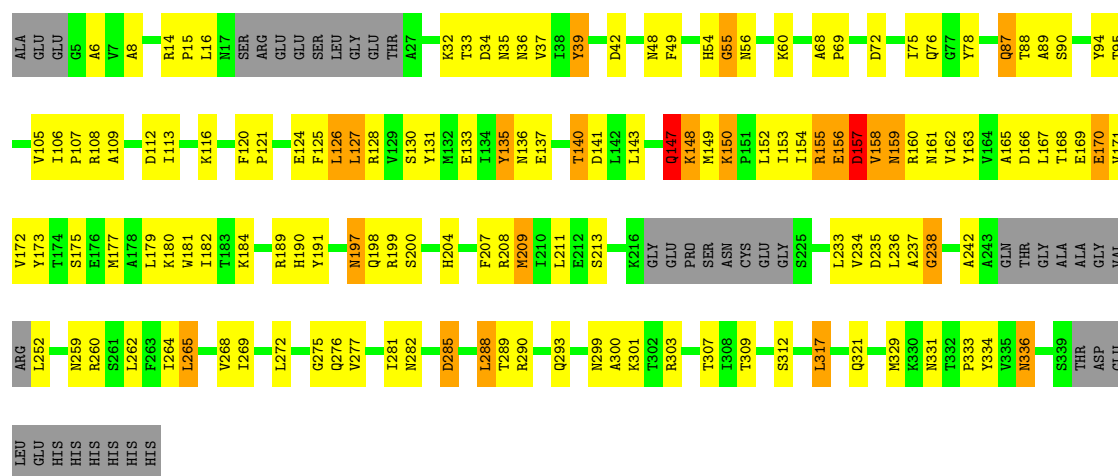 ALA GLU GLU G5 A6 V7 A8 R14 P15 L16 N17 SER ARG GLU GLU SER LEU GLY GLU THR A27 K32 T33 D34 N35 N36 V37 I38 Y39 D42 N48 F49 H54 G55 N56 K60 A68 P69 D72 I75 Q76 G77 Y78 Q87 T88 A89 S90 Y94 T95
V105 I106 P107 R108 A109 D112 I113 K116 F120 P121 E124 F125 L126 L127 R128 V129 S130 Y131 M132 E133 I134 Y135 N136 E137 T140 D141 L142 L143 Q147 K148 M149 K150 P151 L152 I153 I154 R155 E156 D157 V158 N159 R160 N161 V162 Y163 V164 A165 D166 L167 T168 E169 E170 V171
V172 Y173 T174 S175 E176 M177 A178 L179 K180 W181 I182 T183 K184 R189 H190 Y191 N197 Q198 R199 S200 H204 F207 R208 M209 I210 L211 E212 S213 K216 GLY GLU PRO SER ASN CYS GLU GLY S225 L233 V234 D235 L236 A237 G238 A242 A243 GLN THR GLY ALA ALA GLY VAL
ARG L252 N259 R260 S261 L262 F263 I264 L265 V268 I269 L272 G275 Q276 V277 I281 N282 D285 L288 T289 R290 Q293 N299 A300 K301 T302 R303 T307 I308 T309 S312 L317 Q321 M329 K330 N331 T332 P333 Y334 V335 N336 S339 THR ASP GLU
LEU GLU HIS HIS HIS HIS HIS HIS